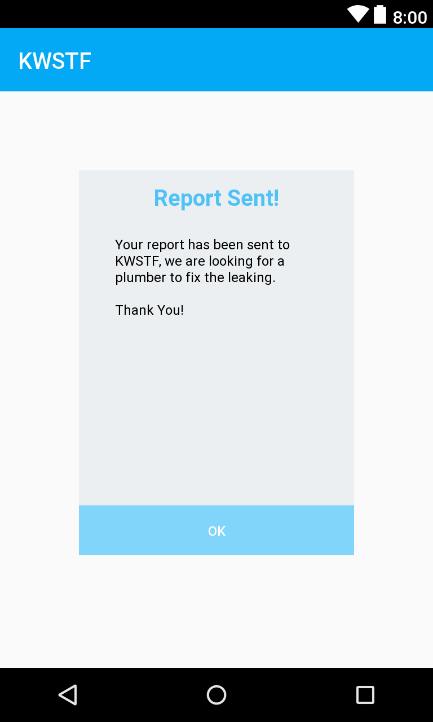 8:00
KWSTF
Report Sent!
Your report has been sent to
KWSTF, we are looking for a
plumber to fix the leaking.
Thank You!
OK